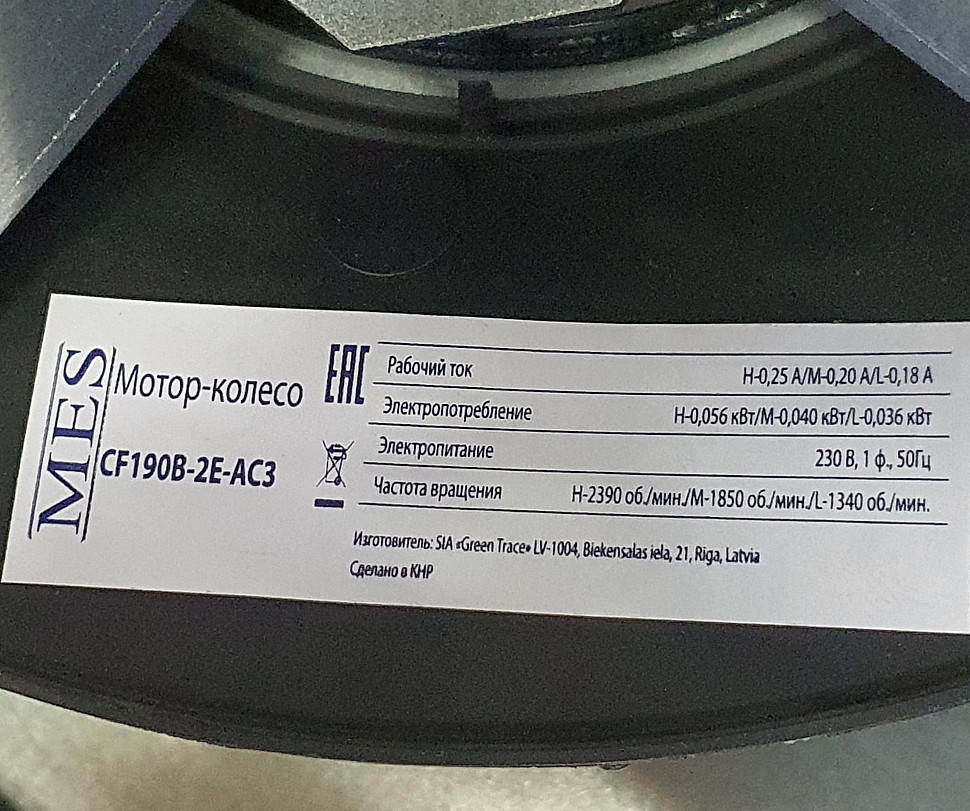 MES
Мотор-колесо
CF190B-2E-AC3
EAC
Рабочий ток H-0,25 A/M-0,20 A/L-0,18 A
Электропотребление H-0,056 кВт/M-0,040 кВт/L-0,036 кВт
Электропитание 230 В, 1 ф., 50Гц
Частота вращения H-2390 об./мин./M-1850 об./мин./L-1340 об./мин.
Изготовитель: SIA «Green Trace» LV-1004, Biekensalas iela, 21, Riga, Latvia
Сделано в КНР